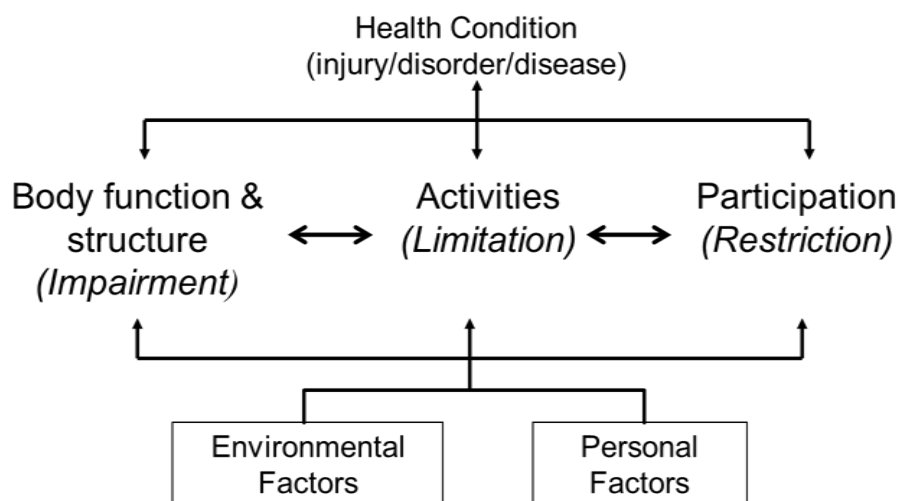 Health Condition
(injury/disorder/disease)
Body function &
structure
(Impairment)
Activities
(Limitation)
Participation
(Restriction)
Environmental
Factors
Personal
Factors